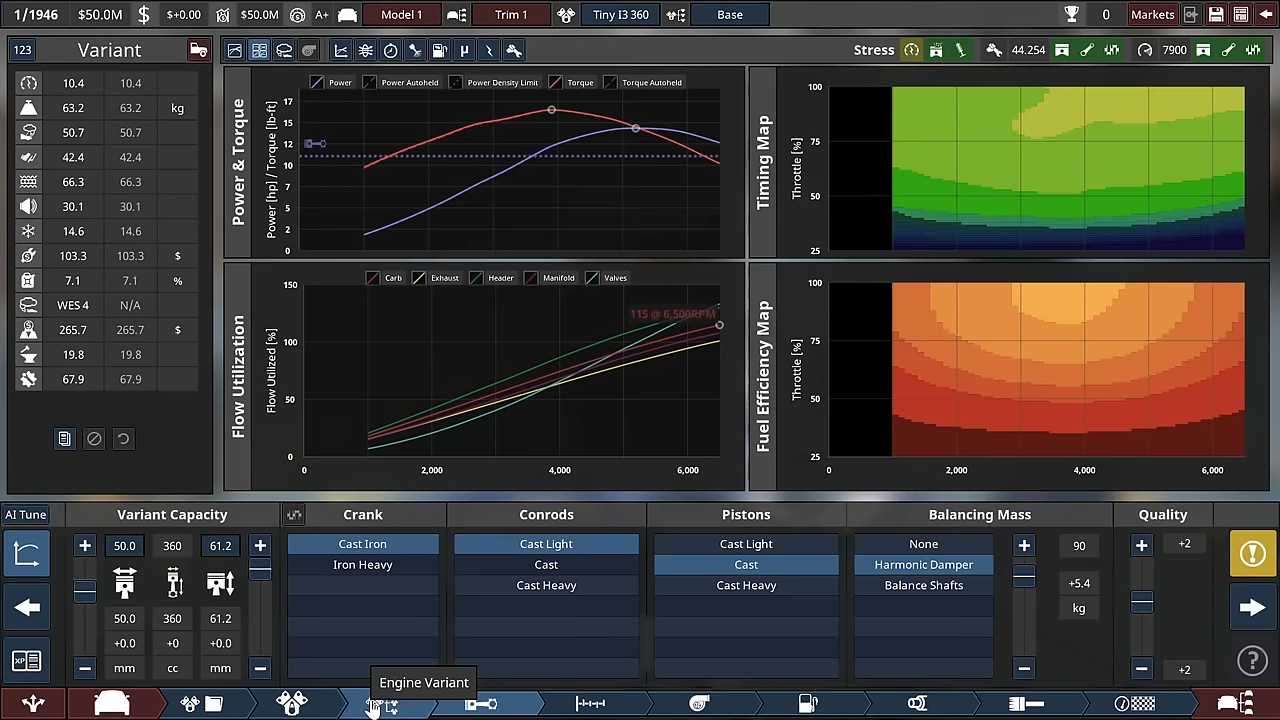 1/1946 $50.0M $+0.00 $50.0M A+ Model 1 Trim 1 Tiny I3 360 Base 0 Markets
123 Variant Stress 44.254 7900
10.4 10.4
63.2 63.2 kg
50.7 50.7
42.4 42.4
66.3 66.3
30.1 30.1
14.6 14.6
103.3 103.3 $
7.1 7.1 %
WES 4 N/A
265.7 265.7 $
19.8 19.8
67.9 67.9
Power & Torque
Power Power Autoheld Power Density Limit Torque Torque Autoheld
Power [hp] / Torque [lb-ft]
17
15
12
10
7
5
2
0
Timing Map
Throttle [%]
100
75
50
25
Flow Utilization
Carb Exhaust Header Manifold Valves
Flow Utilized [%]
150
100
50
0
115 @ 6,500RPM
0 2,000 4,000 6,000
Fuel Efficiency Map
Throttle [%]
100
75
50
25
0 2,000 4,000 6,000
AI Tune Variant Capacity Crank Conrods Pistons Balancing Mass Quality
+ 50.0 360 61.2 + Cast Iron Cast Light Cast Light None + 90 + +2
Iron Heavy Cast Cast Harmonic Damper
Cast Heavy Cast Heavy Balance Shafts +5.4
kg
50.0 360 61.2
+0.0 +0 +0.0
mm cc mm +2
Engine Variant